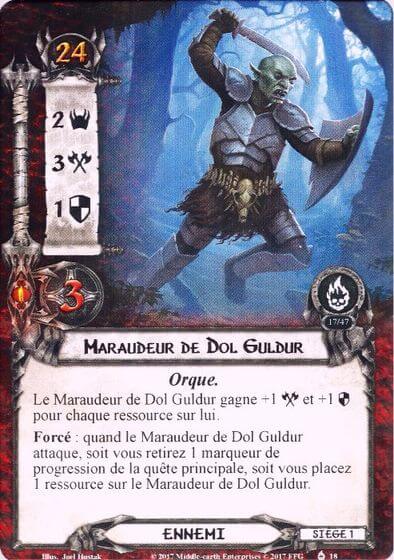 24
2
3
1
3
17/47
Maraudeur de Dol Guldur
Orque.
Le Maraudeur de Dol Guldur gagne +1 et +1
pour chaque ressource sur lui.
Forcé : quand le Maraudeur de Dol Guldur
attaque, soit vous retirez 1 marqueur de
progression de la quête principale, soit vous placez
1 ressource sur le Maraudeur de Dol Guldur.
ENNEMI
SIEGE 1
Illus. Joel Hustak
© 2017 Middle-earth Enterprises © 2017 FFG
18